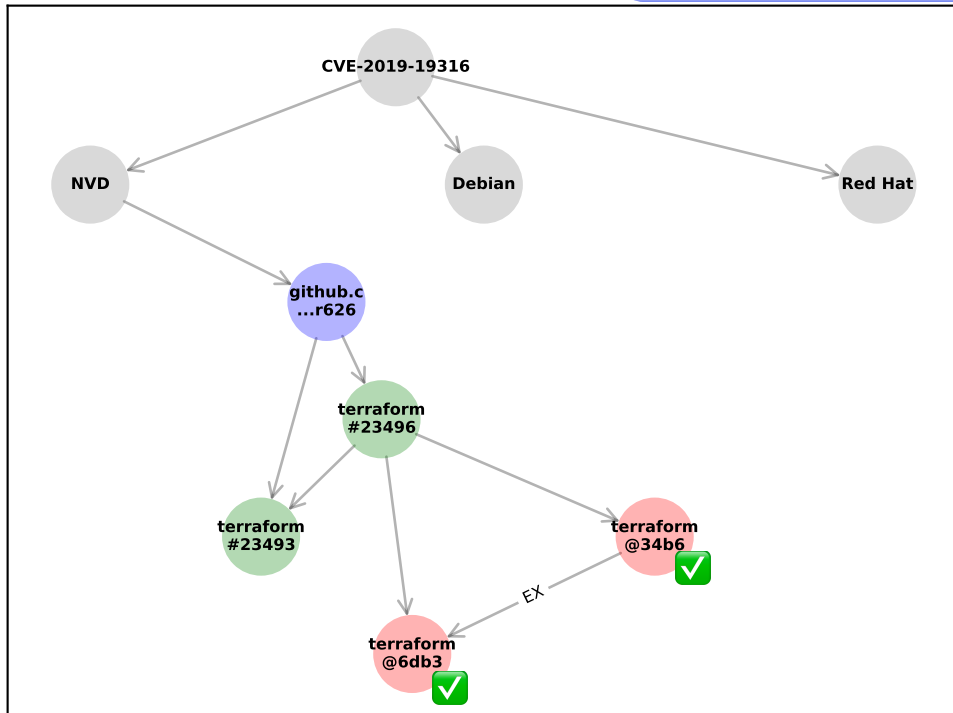 CVE-2019-19316
NVD
Debian
Red Hat
github.c
...r626
terraform
#23496
terraform
#23493
terraform
@34b6
EX
terraform
@6db3